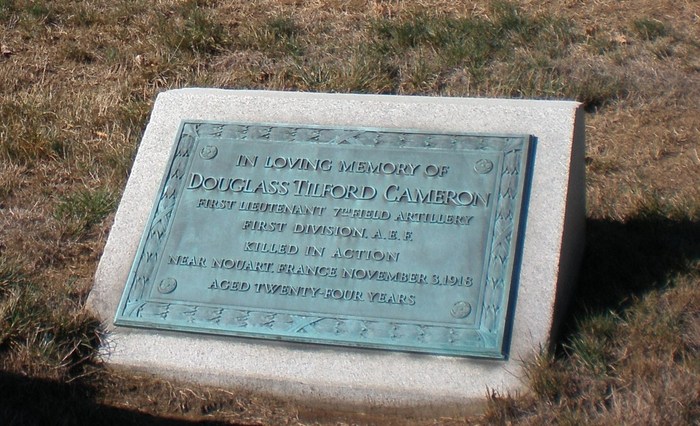 IN LOVING MEMORY OF
DOUGLASS TILFORD CAMERON
FIRST LIEUTENANT 7TH FIELD ARTILLERY
FIRST DIVISION, A.E.F.
KILLED IN ACTION
NEAR NOUART, FRANCE NOVEMBER 3, 1918
AGED TWENTY-FOUR YEARS